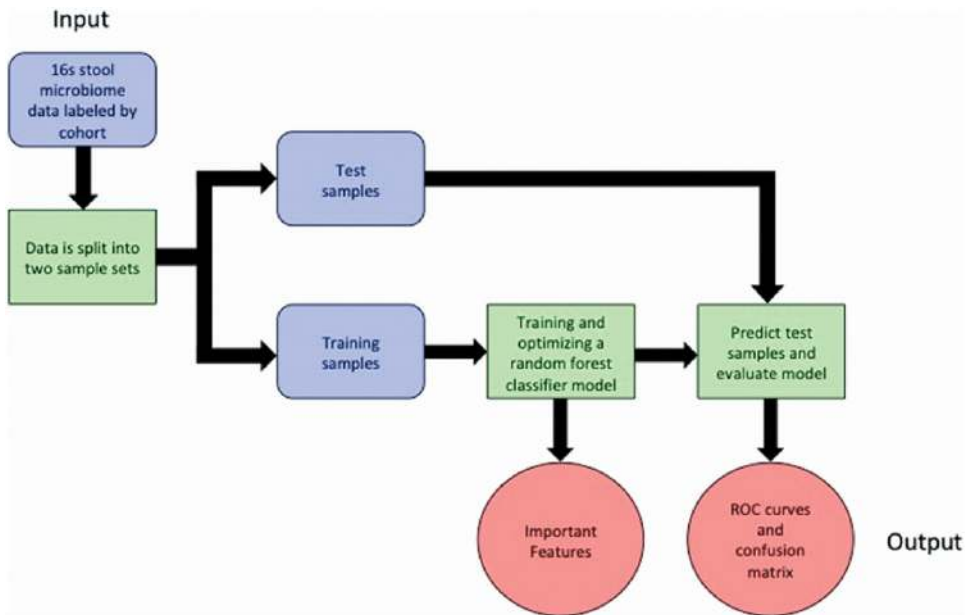 Input
16s stool
microbiome
data labeled by
cohort
Data is split into
two sample sets
Test
samples
Training
samples
Training and
optimizing a
random forest
classifier model
Predict test
samples and
evaluate model
Important
Features
ROC curves
and
confusion
matrix
Output